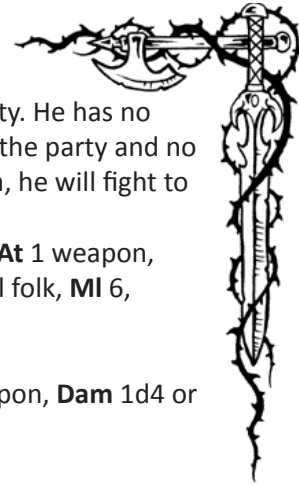 ty. He has no
the party and no
, he will fight to
At 1 weapon,
l folk, Ml 6,
pon, Dam 1d4 or